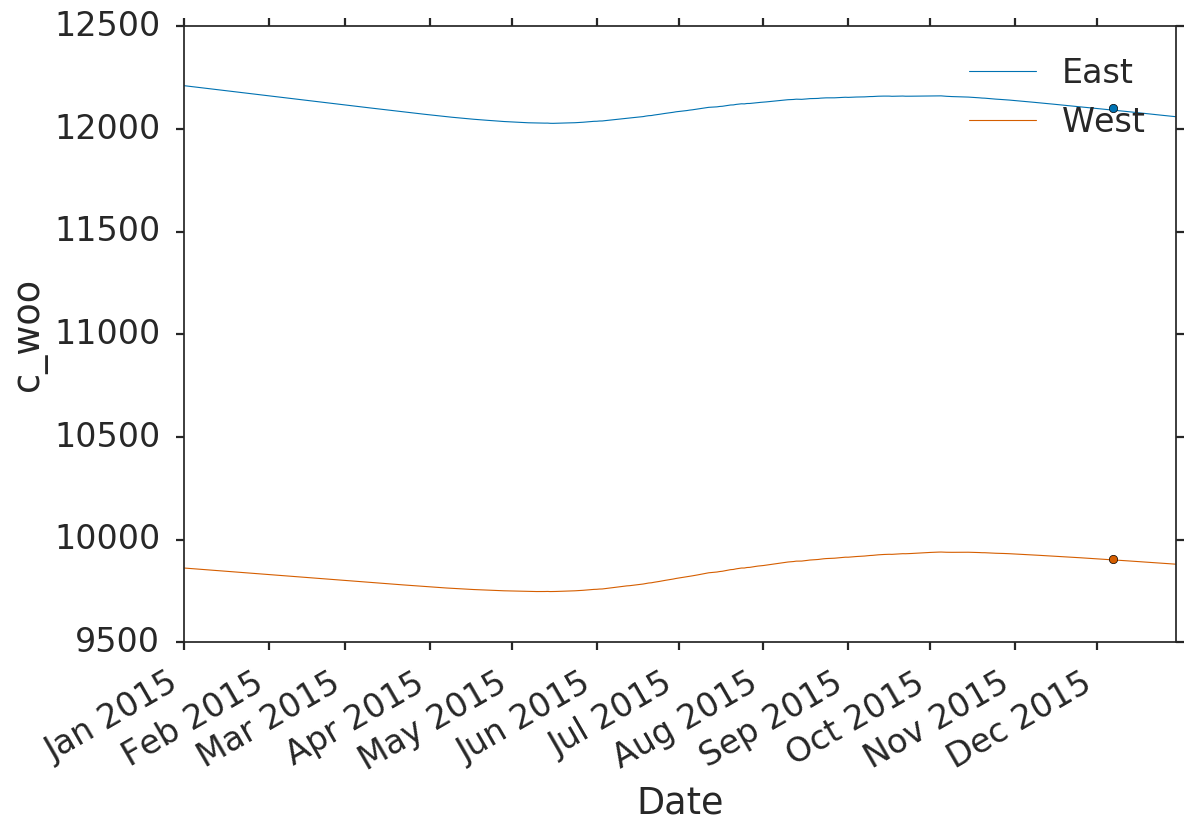 12500
12000
11500
11000
10500
10000
9500
c_woo
East
West
Jan 2015
Feb 2015
Mar 2015
Apr 2015
May 2015
Jun 2015
Jul 2015
Aug 2015
Sep 2015
Oct 2015
Nov 2015
Dec 2015
Date